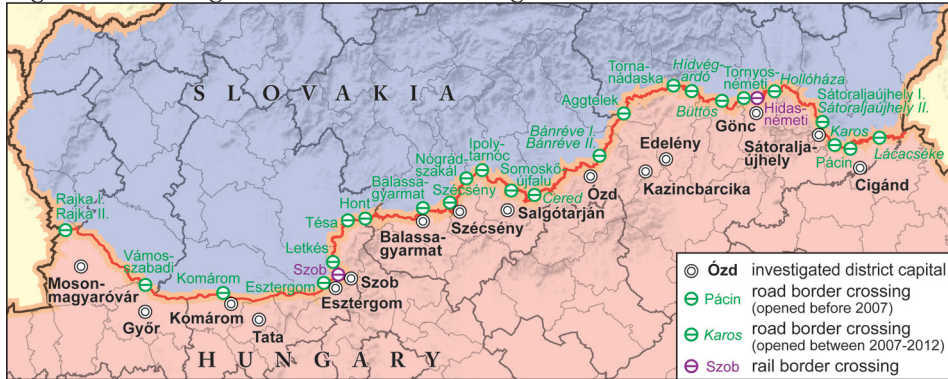 S L O V A K I A
Rajka I.
Rajka II.
Moson-
magyaróvár
Vámos-
szabadi
Győr
Komárom
Komárom
Tata
Esztergom
Esztergom
Szob
Szob
Letkés
Tésa
Hont
Balassa-
gyarmat
Balassa-
gyarmat
Szécsény
Szécsény
Nógrád-
szakál
Ipoly-
tarnóc
Somoskő-
újfalu
Salgótarján
Cered
Bánréve I.
Bánréve II.
Ózd
Aggtelek
Torna-
nádaska
Hídvég-
ardó
Büttös
Tornyos-
németi
Hidas-
németi
Gönc
Hollóháza
Edelény
Kazincbarcika
Sátoraljaújhely I.
Sátoraljaújhely II.
Sátoralja-
újhely
Karos
Pácin
Lácacséke
Cigánd
H U N G A R Y
Ózd investigated district capital
Pácin road border crossing
(opened before 2007)
Karos road border crossing
(opened between 2007-2012)
Szob rail border crossing